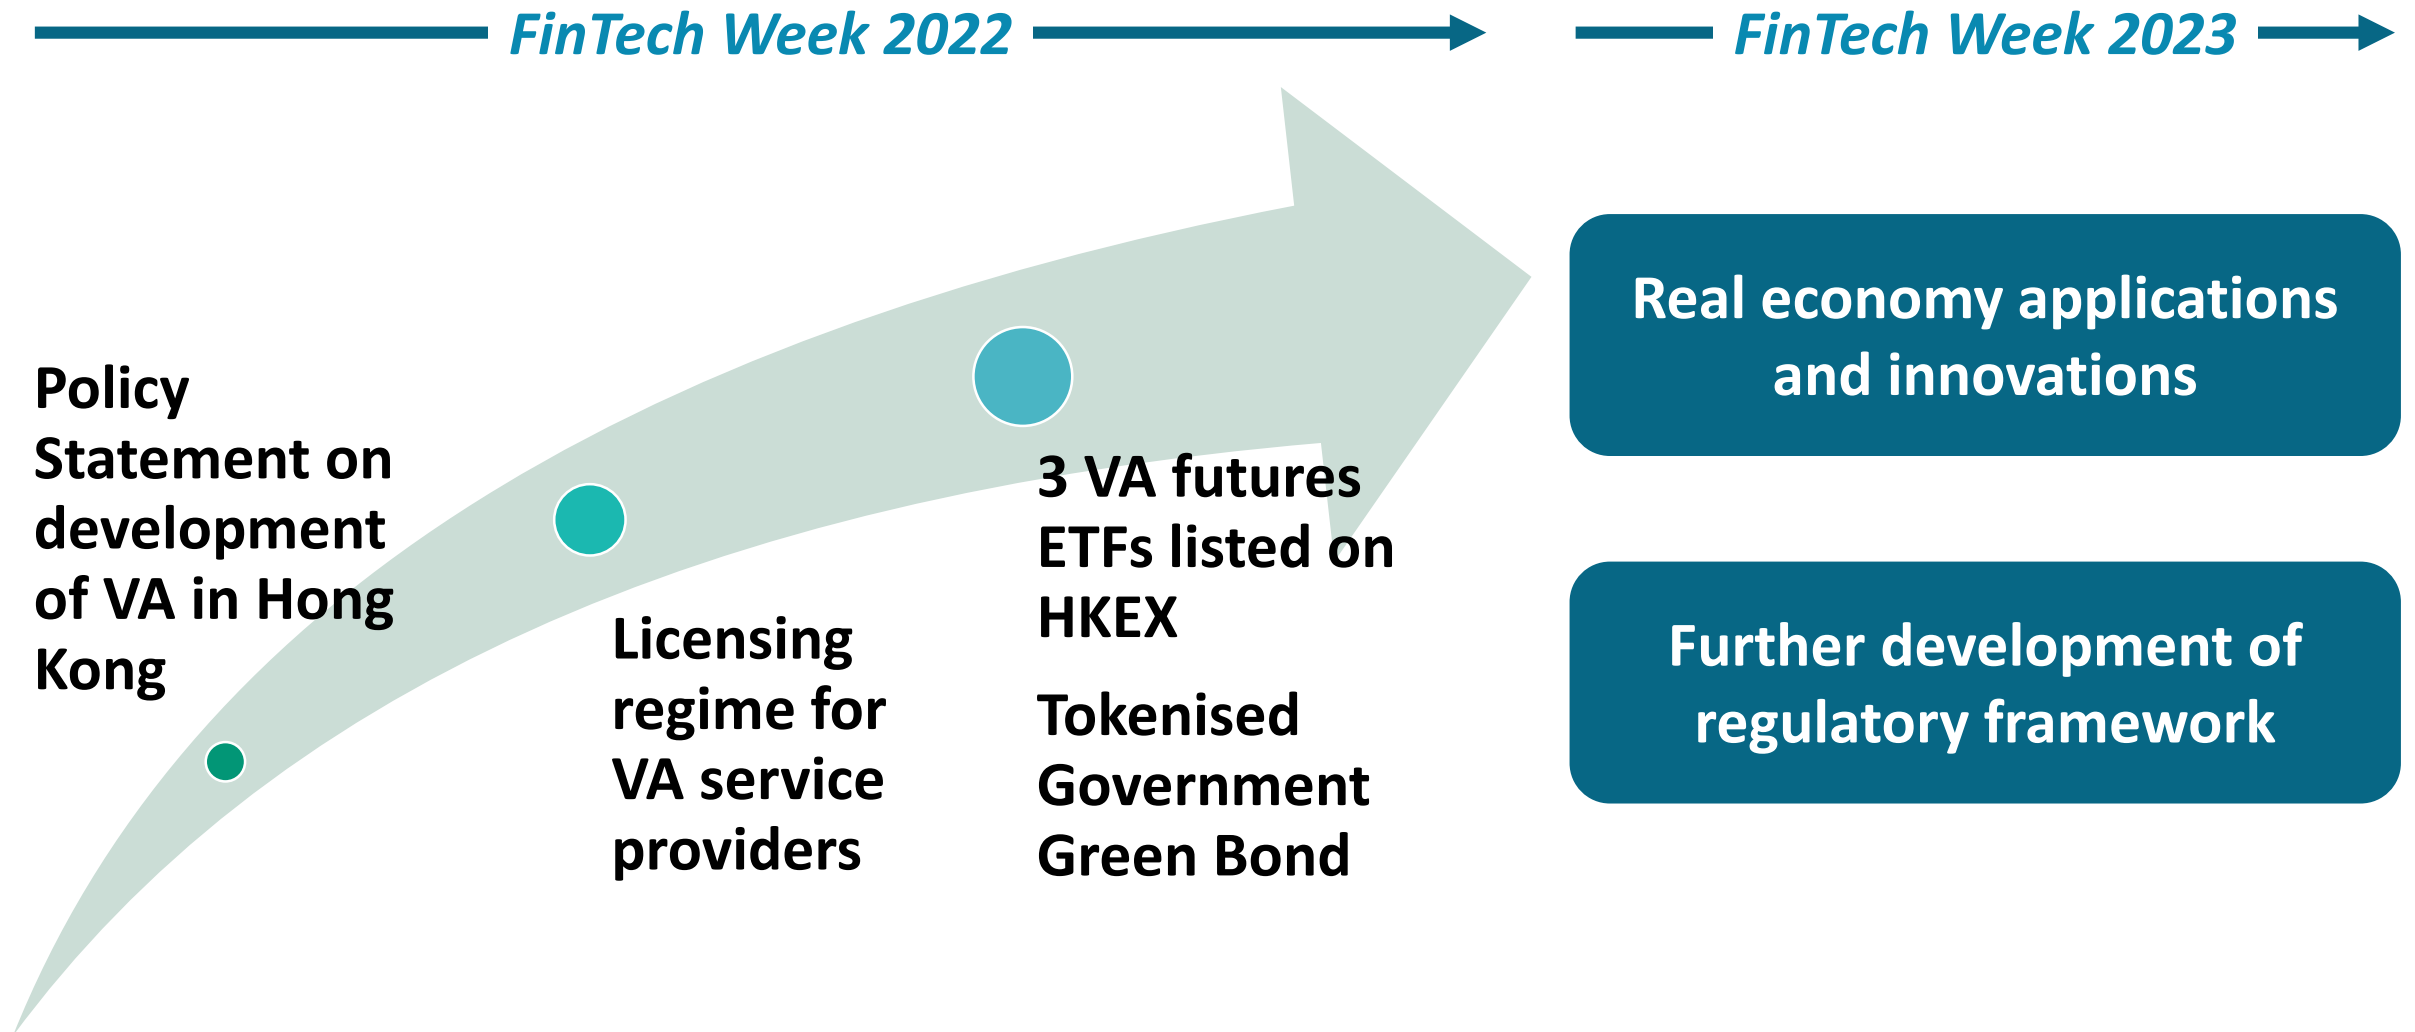 FinTech Week 2022
FinTech Week 2023
Policy
Statement on
development
of VA in Hong
Kong
Licensing
regime for
VA service
providers
3 VA futures
ETFs listed on
HKEX
Tokenised
Government
Green Bond
Real economy applications
and innovations
Further development of
regulatory framework